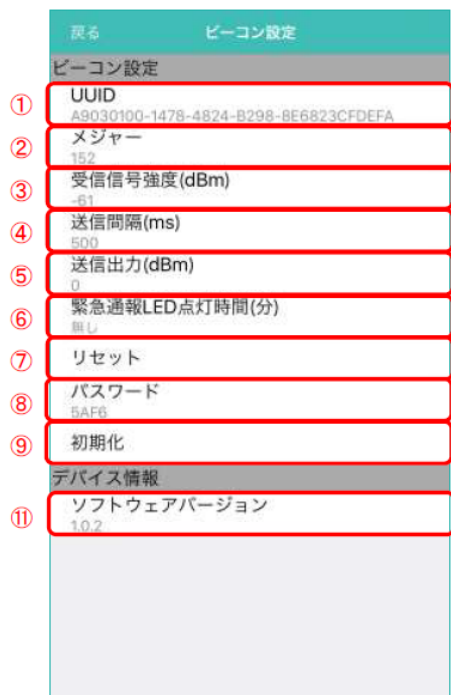 戻る ビーコン設定
ビーコン設定
① UUID
A9030100-1478-4824-B298-8E6823CFDEFA
② メジャー
152
③ 受信信号強度(dBm)
-61
④ 送信間隔(ms)
500
⑤ 送信出力(dBm)
0
⑥ 緊急通報LED点灯時間(分)
無し
⑦ リセット
⑧ パスワード
5AF6
⑨ 初期化
デバイス情報
⑪ ソフトウェアバージョン
1.0.2